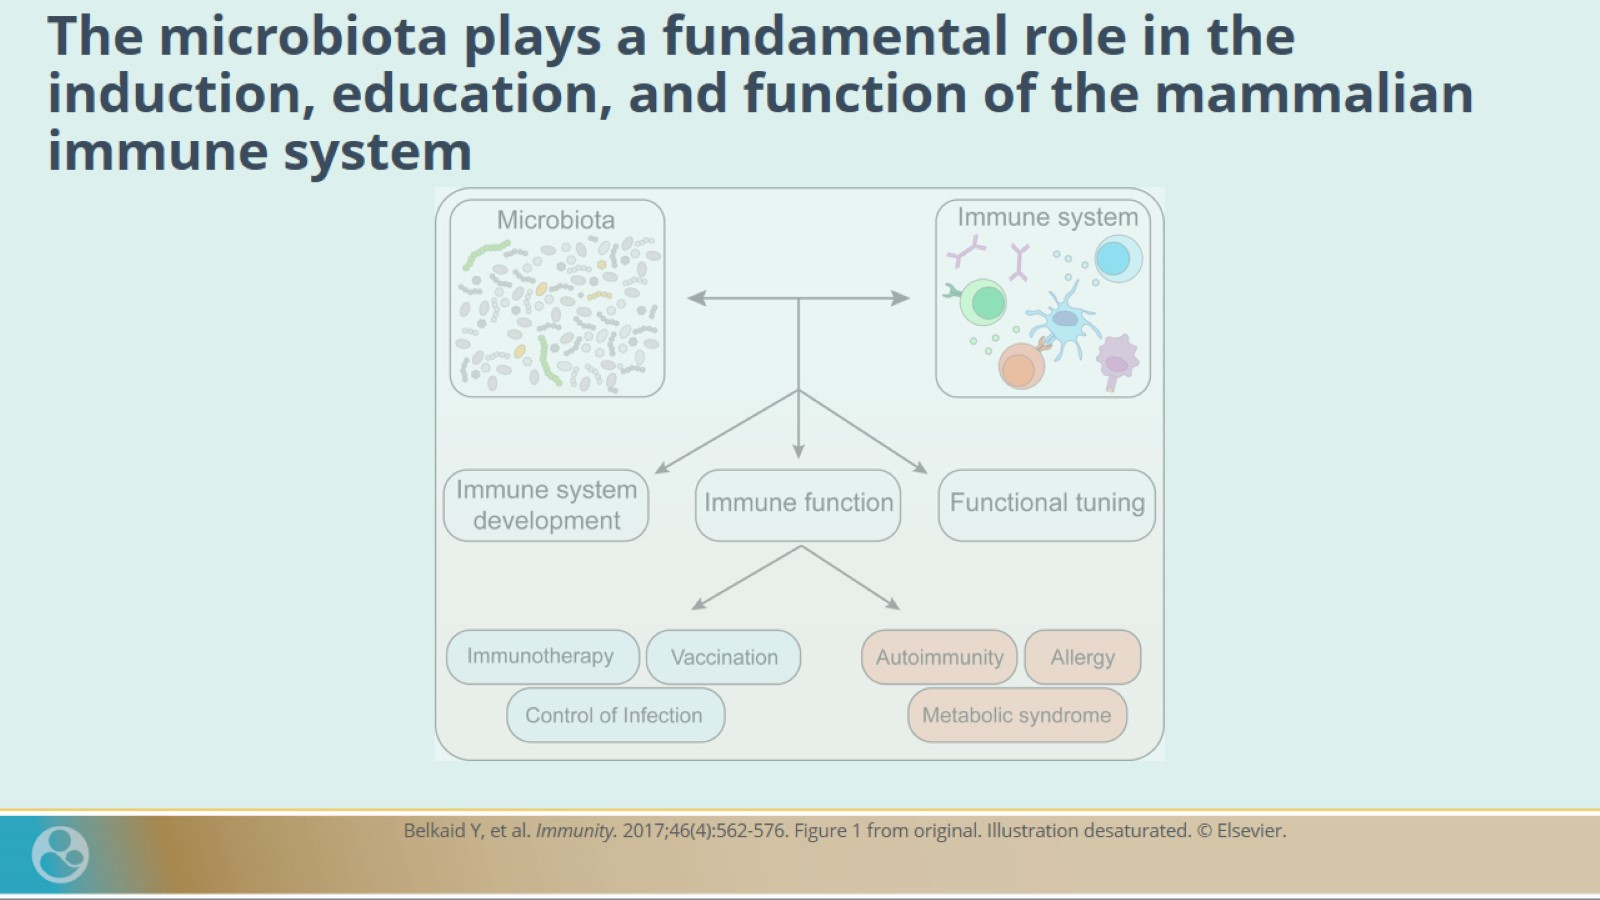 The microbiota plays a fundamental role in the
induction, education, and function of the mammalian
immune system
Microbiota
Immune system
Immune system
development
Immune function
Functional tuning
Immunotherapy
Vaccination
Autoimmunity
Allergy
Control of Infection
Metabolic syndrome
Belkaid Y, et al. Immunity. 2017;46(4):562-576. Figure 1 from original. Illustration desaturated. © Elsevier.